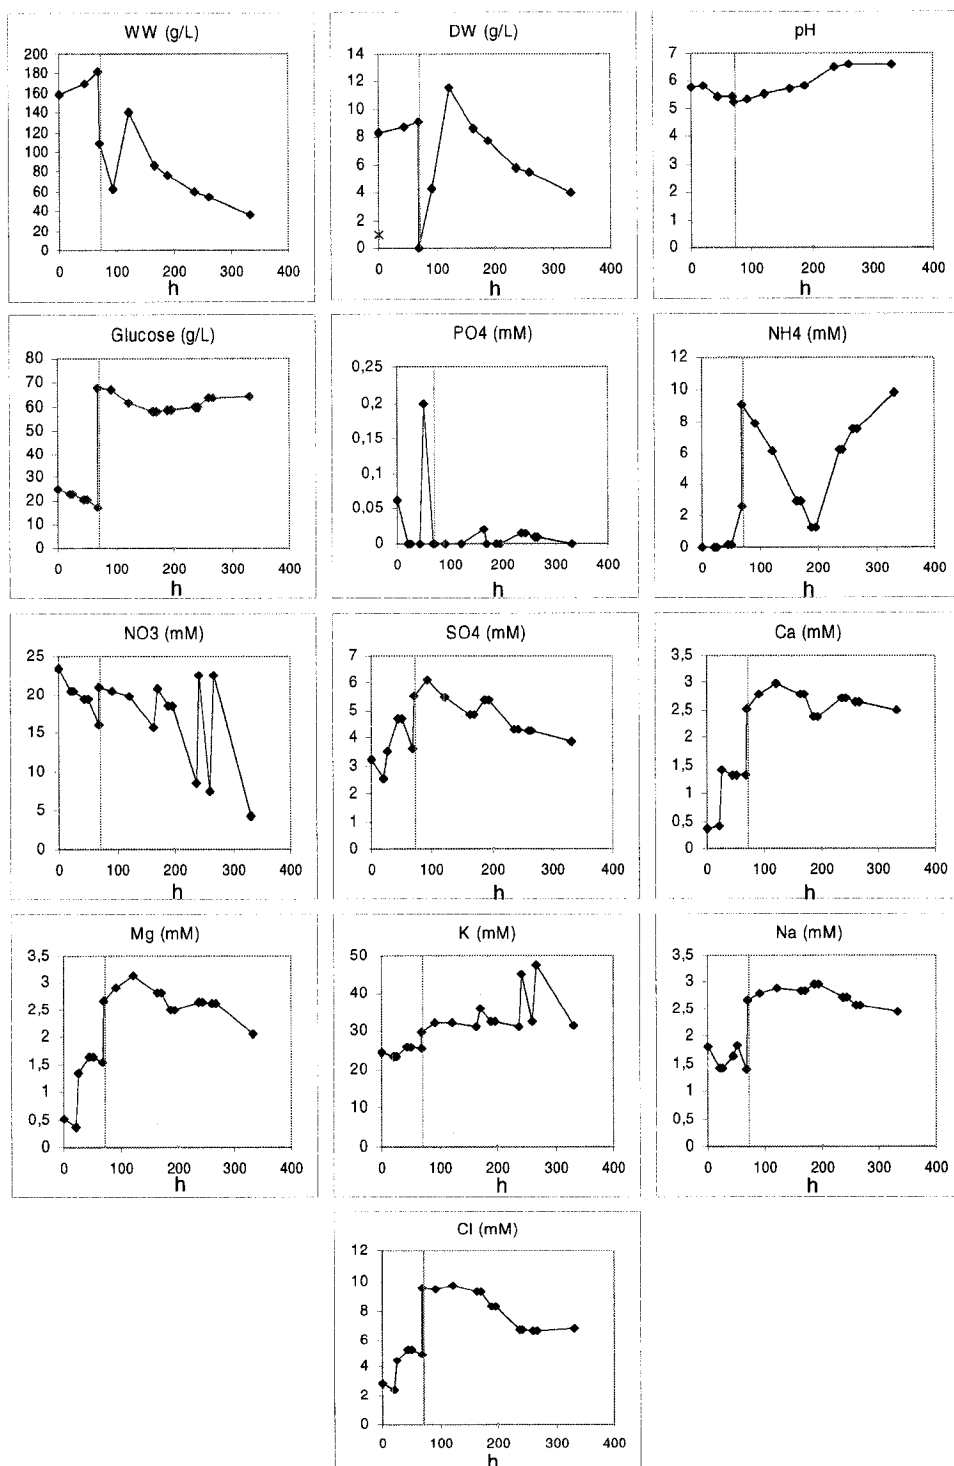 WW (g/L)
200
180
160
140
120
100
80
60
40
20
0
0 100 200 300 400
h
DW (g/L)
14
12
10
8
6
4
2
0
0 100 200 300 400
h
pH
7
6
5
4
3
2
1
0
0 100 200 300 400
h
Glucose (g/L)
80
70
60
50
40
30
20
10
0
0 100 200 300 400
h
PO4 (mM)
0,25
0,2
0,15
0,1
0,05
0
0 100 200 300 400
h
NH4 (mM)
12
10
8
6
4
2
0
0 100 200 300 400
h
NO3 (mM)
25
20
15
10
5
0
0 100 200 300 400
h
SO4 (mM)
7
6
5
4
3
2
1
0
0 100 200 300 400
h
Ca (mM)
3,5
3
2,5
2
1,5
1
0,5
0
0 100 200 300 400
h
Mg (mM)
3,5
3
2,5
2
1,5
1
0,5
0
0 100 200 300 400
h
K (mM)
50
40
30
20
10
0
0 100 200 300 400
h
Na (mM)
3,5
3
2,5
2
1,5
1
0,5
0
0 100 200 300 400
h
Cl (mM)
12
10
8
6
4
2
0
0 100 200 300 400
h